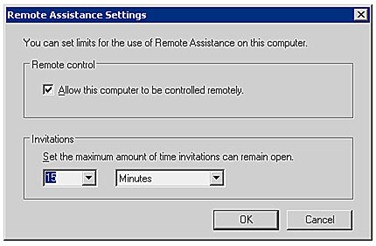 Remote Assistance Settings
You can set limits for the use of Remote Assistance on this computer.
Remote control
Allow this computer to be controlled remotely.
Invitations
Set the maximum amount of time invitations can remain open.
15 Minutes
OK Cancel